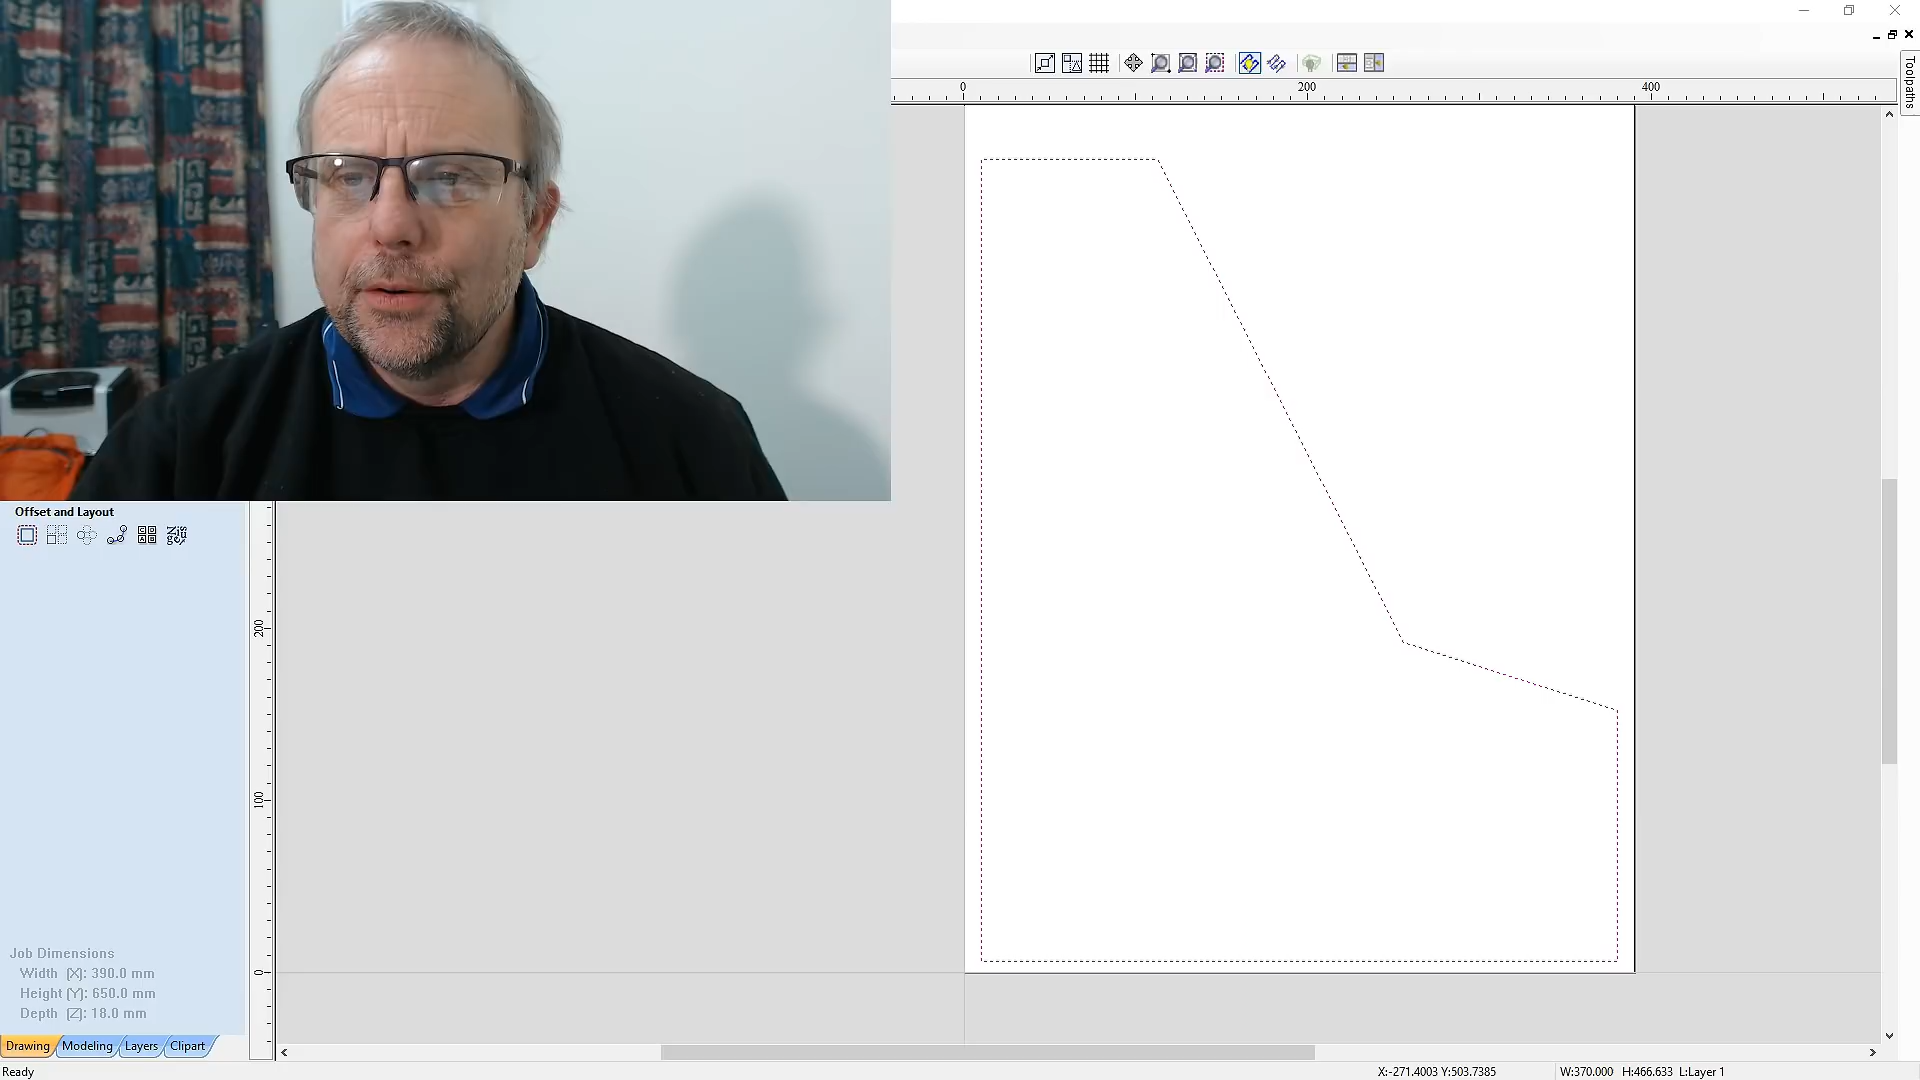 0
200
400
Toolpaths
Offset and Layout
200
100
0
Job Dimensions
Width (X): 390.0 mm
Height (Y): 650.0 mm
Depth (Z): 18.0 mm
Drawing
Modeling
Layers
Clipart
Ready
X:-271.4003 Y:503.7385
W:370.000 H:466.633 L:Layer 1